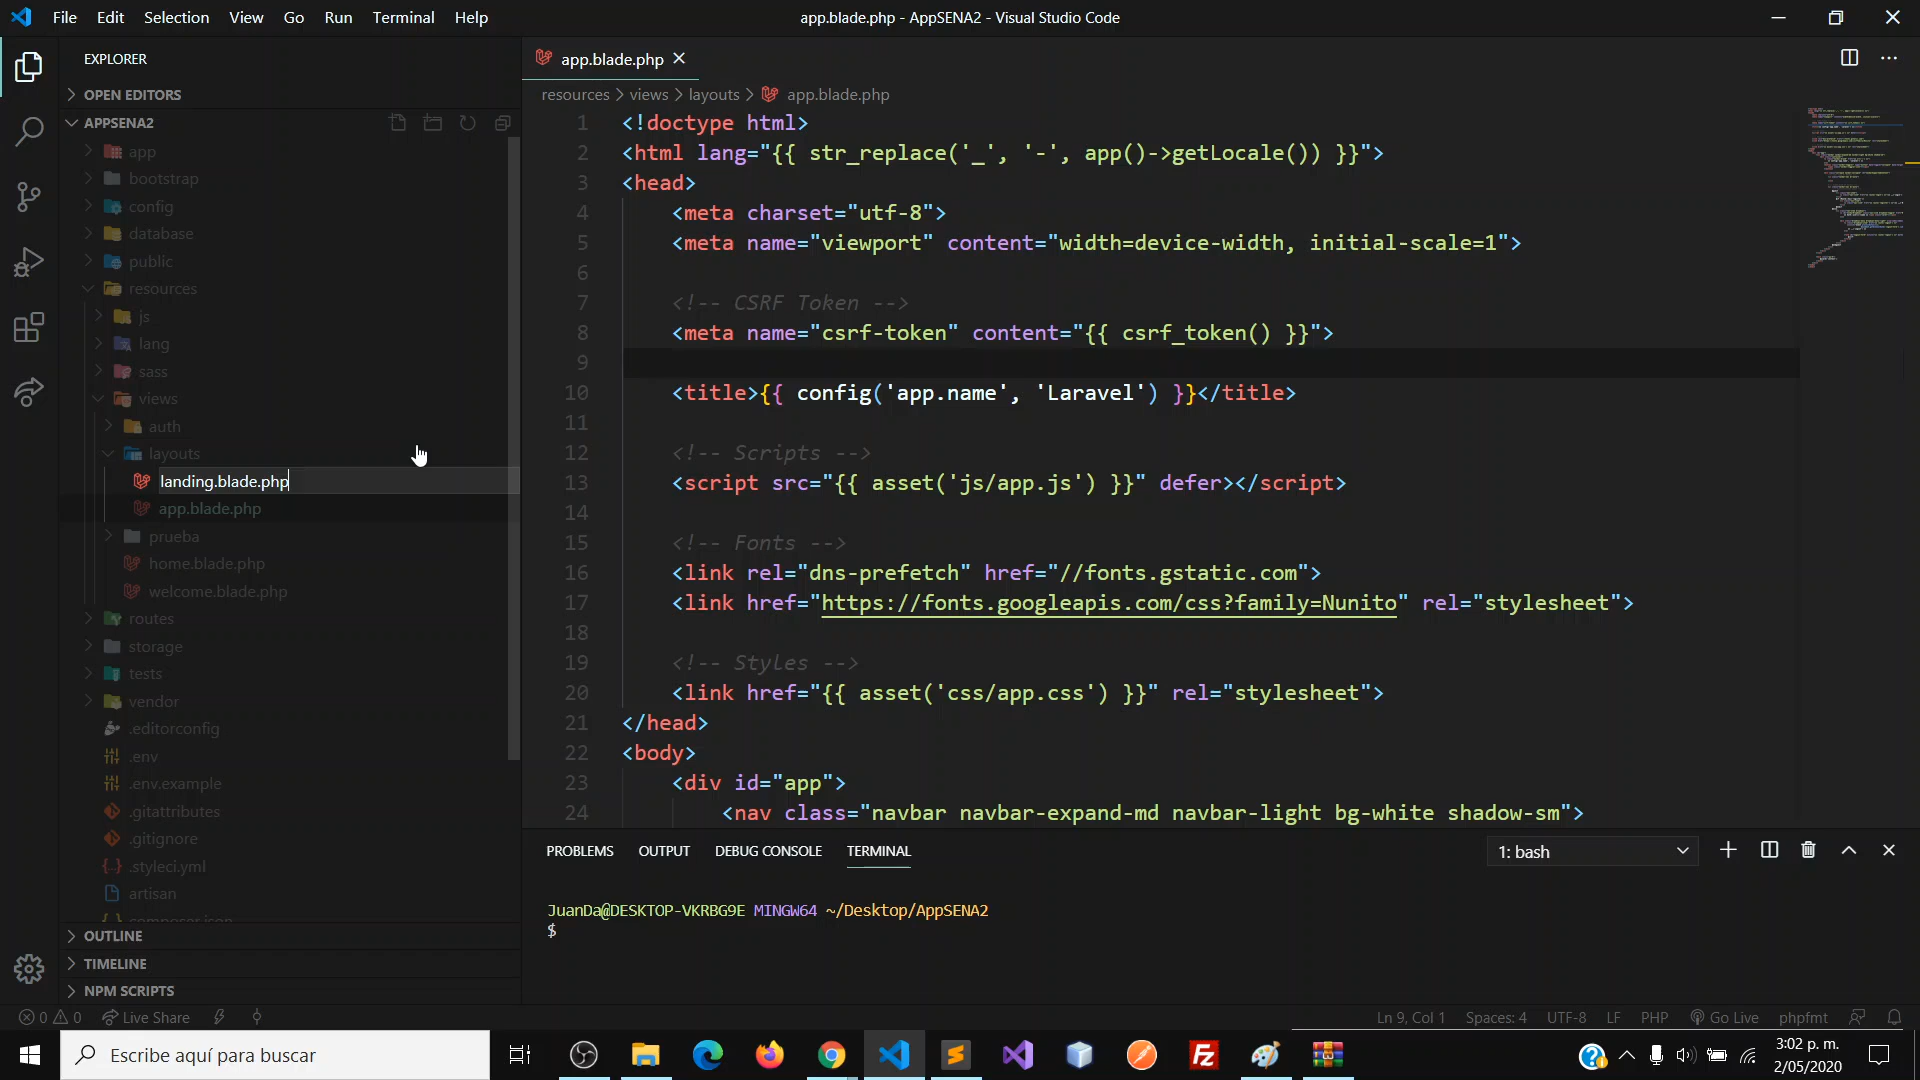 File Edit Selection View Go Run Terminal Help
app.blade.php - AppSENA2 - Visual Studio Code
EXPLORER
OPEN EDITORS
APPSENA2
app
bootstrap
config
database
public
resources
js
lang
sass
views
auth
layouts
landing.blade.php
app.blade.php
prueba
home.blade.php
welcome.blade.php
routes
storage
tests
vendor
.editorconfig
.env
.env.example
.gitattributes
.gitignore
.styleci.yml
artisan
composer.json
OUTLINE
TIMELINE
NPM SCRIPTS
app.blade.php
resources > views > layouts > app.blade.php
1 <!doctype html>
2 <html lang="{{ str_replace('_', '-', app()->getLocale()) }}">
3 <head>
4 <meta charset="utf-8">
5 <meta name="viewport" content="width=device-width, initial-scale=1">
6
7 <!-- CSRF Token -->
8 <meta name="csrf-token" content="{{ csrf_token() }}">
9
10 <title>{{ config('app.name', 'Laravel') }}</title>
11
12 <!-- Scripts -->
13 <script src="{{ asset('js/app.js') }}" defer></script>
14
15 <!-- Fonts -->
16 <link rel="dns-prefetch" href="//fonts.gstatic.com">
17 <link href="https://fonts.googleapis.com/css?family=Nunito" rel="stylesheet">
18
19 <!-- Styles -->
20 <link href="{{ asset('css/app.css') }}" rel="stylesheet">
21 </head>
22 <body>
23 <div id="app">
24 <nav class="navbar navbar-expand-md navbar-light bg-white shadow-sm">
PROBLEMS OUTPUT DEBUG CONSOLE TERMINAL
1: bash
JuanDa@DESKTOP-VKRBG9E MINGW64 ~/Desktop/AppSENA2
$
0 0 Live Share
Ln 9, Col 1 Spaces: 4 UTF-8 LF PHP Go Live phpfmt
Escribe aquí para buscar
3:02 p. m.
2/05/2020